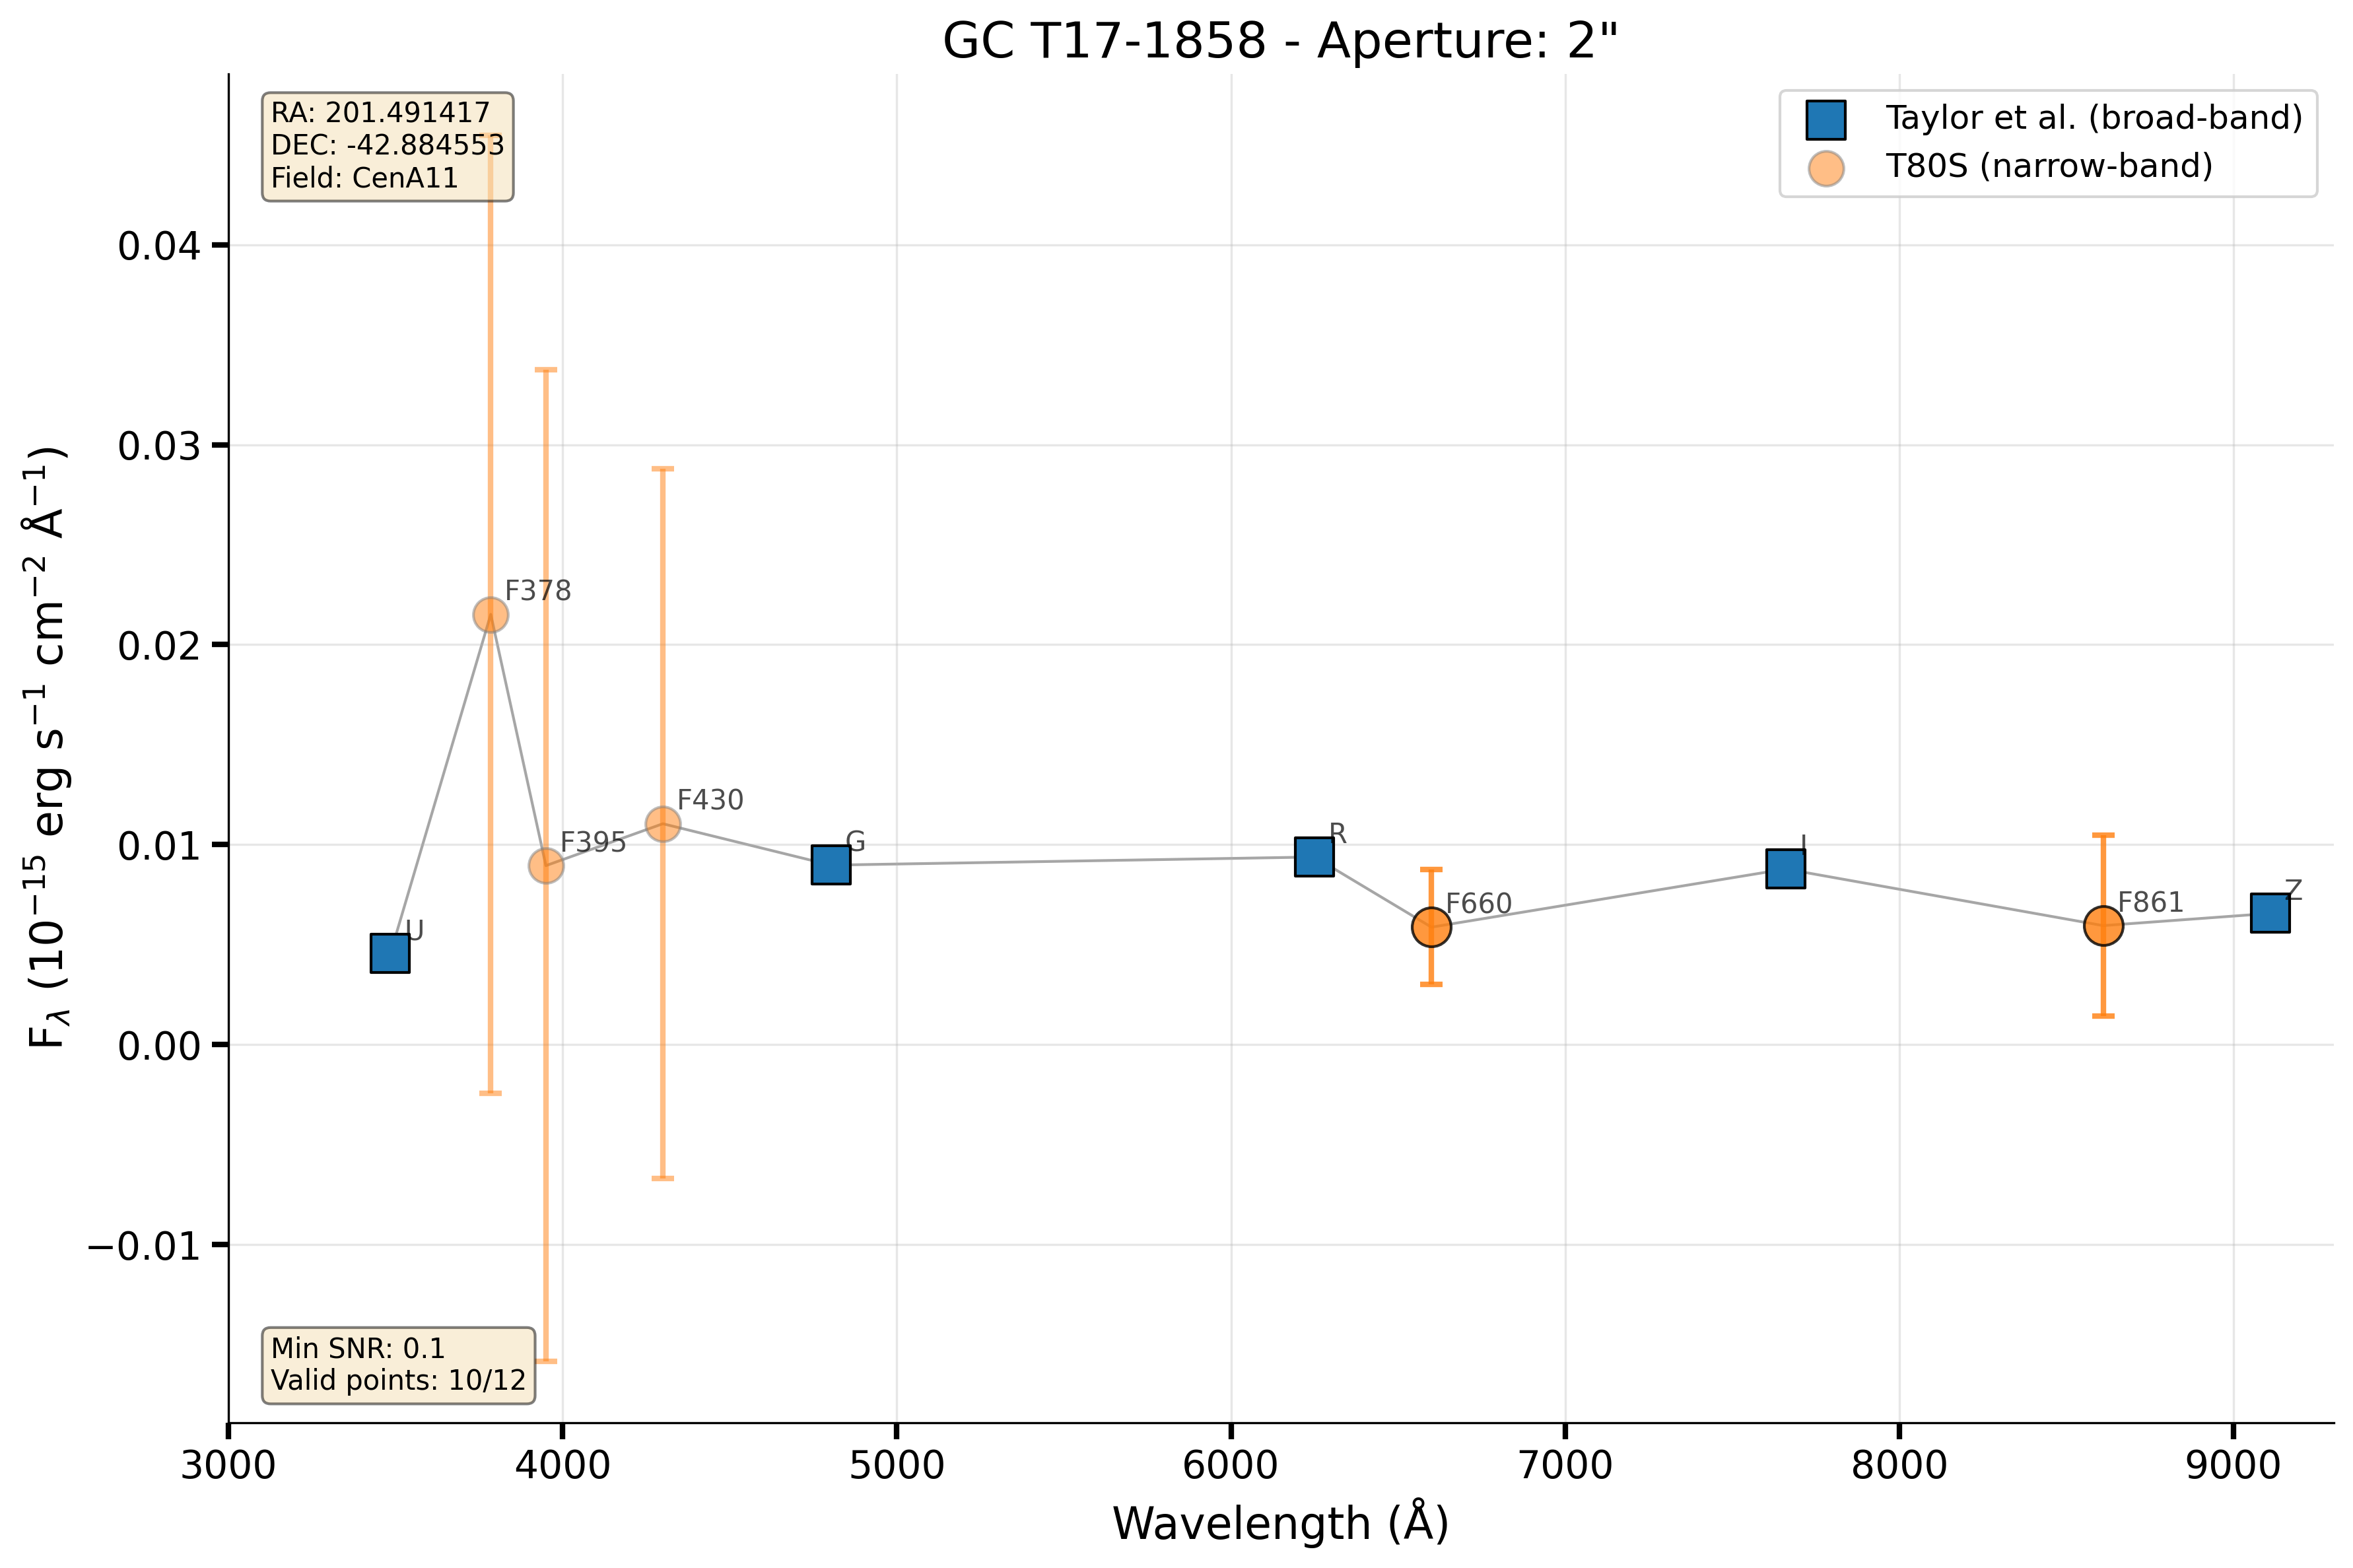 GC T17-1858 - Aperture: 2"
RA: 201.491417
DEC: -42.884553
Field: CenA11
Taylor et al. (broad-band)
T80S (narrow-band)
0.04
0.03
0.02
0.01
0.00
−0.01
F$_λ$ (10$^{−15}$ erg s$^{−1}$ cm$^{−2}$ Å$^{−1}$)
U
F378
F395
F430
G
R
F660
I
F861
Z
Min SNR: 0.1
Valid points: 10/12
3000 4000 5000 6000 7000 8000 9000
Wavelength (Å)